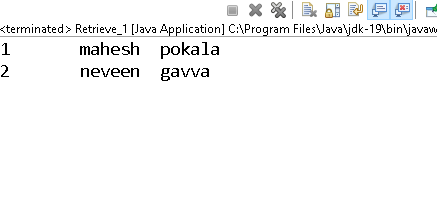 <terminated> Retrieve_1 [Java Application] C:\Program Files\Java\jdk-19\bin\javaw
1 mahesh pokala
2 neveen gavva